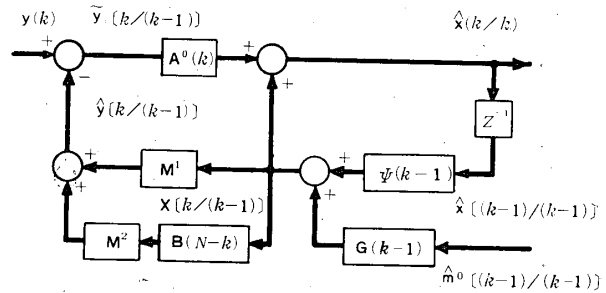 y(k) ỹ[k/(k-1)] x̂(k/k)
+ A⁰(k) +
− +
ŷ[k/(k-1)] Z⁻¹
+ M¹ + Ψ(k-1)
+ X[k/(k-1)] + x̂[(k-1)/(k-1)]
M² B(N-k) G(k-1)
m̂⁰[(k-1)/(k-1)]